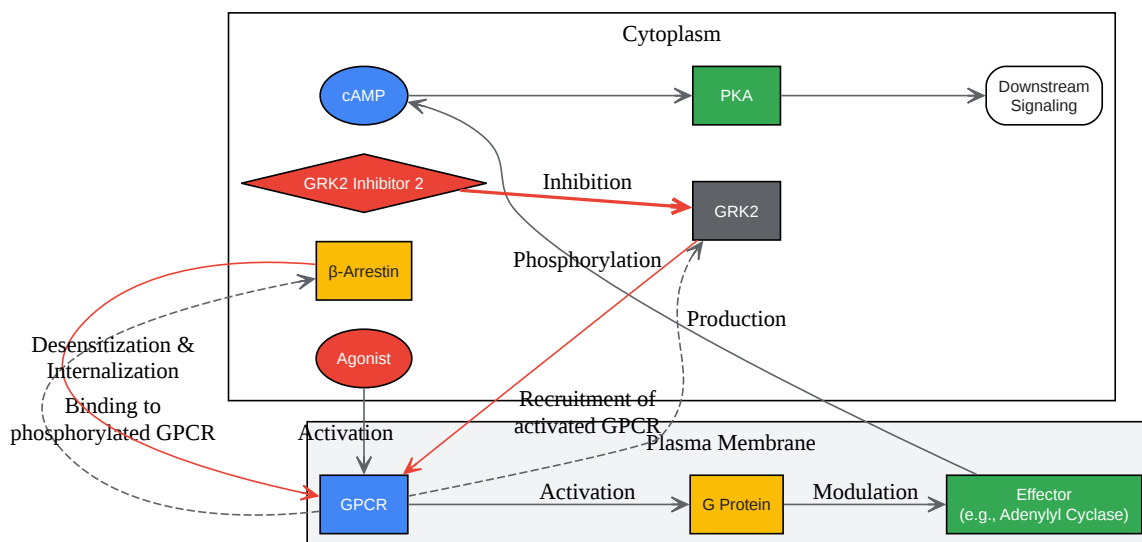 Cytoplasm
cAMP
PKA
Downstream
Signaling
GRK2 Inhibitor 2
Inhibition
GRK2
β-Arrestin
Phosphorylation
Production
Desensitization &
Internalization
Agonist
Binding to
phosphorylated GPCR
Recruitment of
activated GPCR
Activation
Plasma Membrane
GPCR
Activation
G Protein
Modulation
Effector
(e.g., Adenylyl Cyclase)